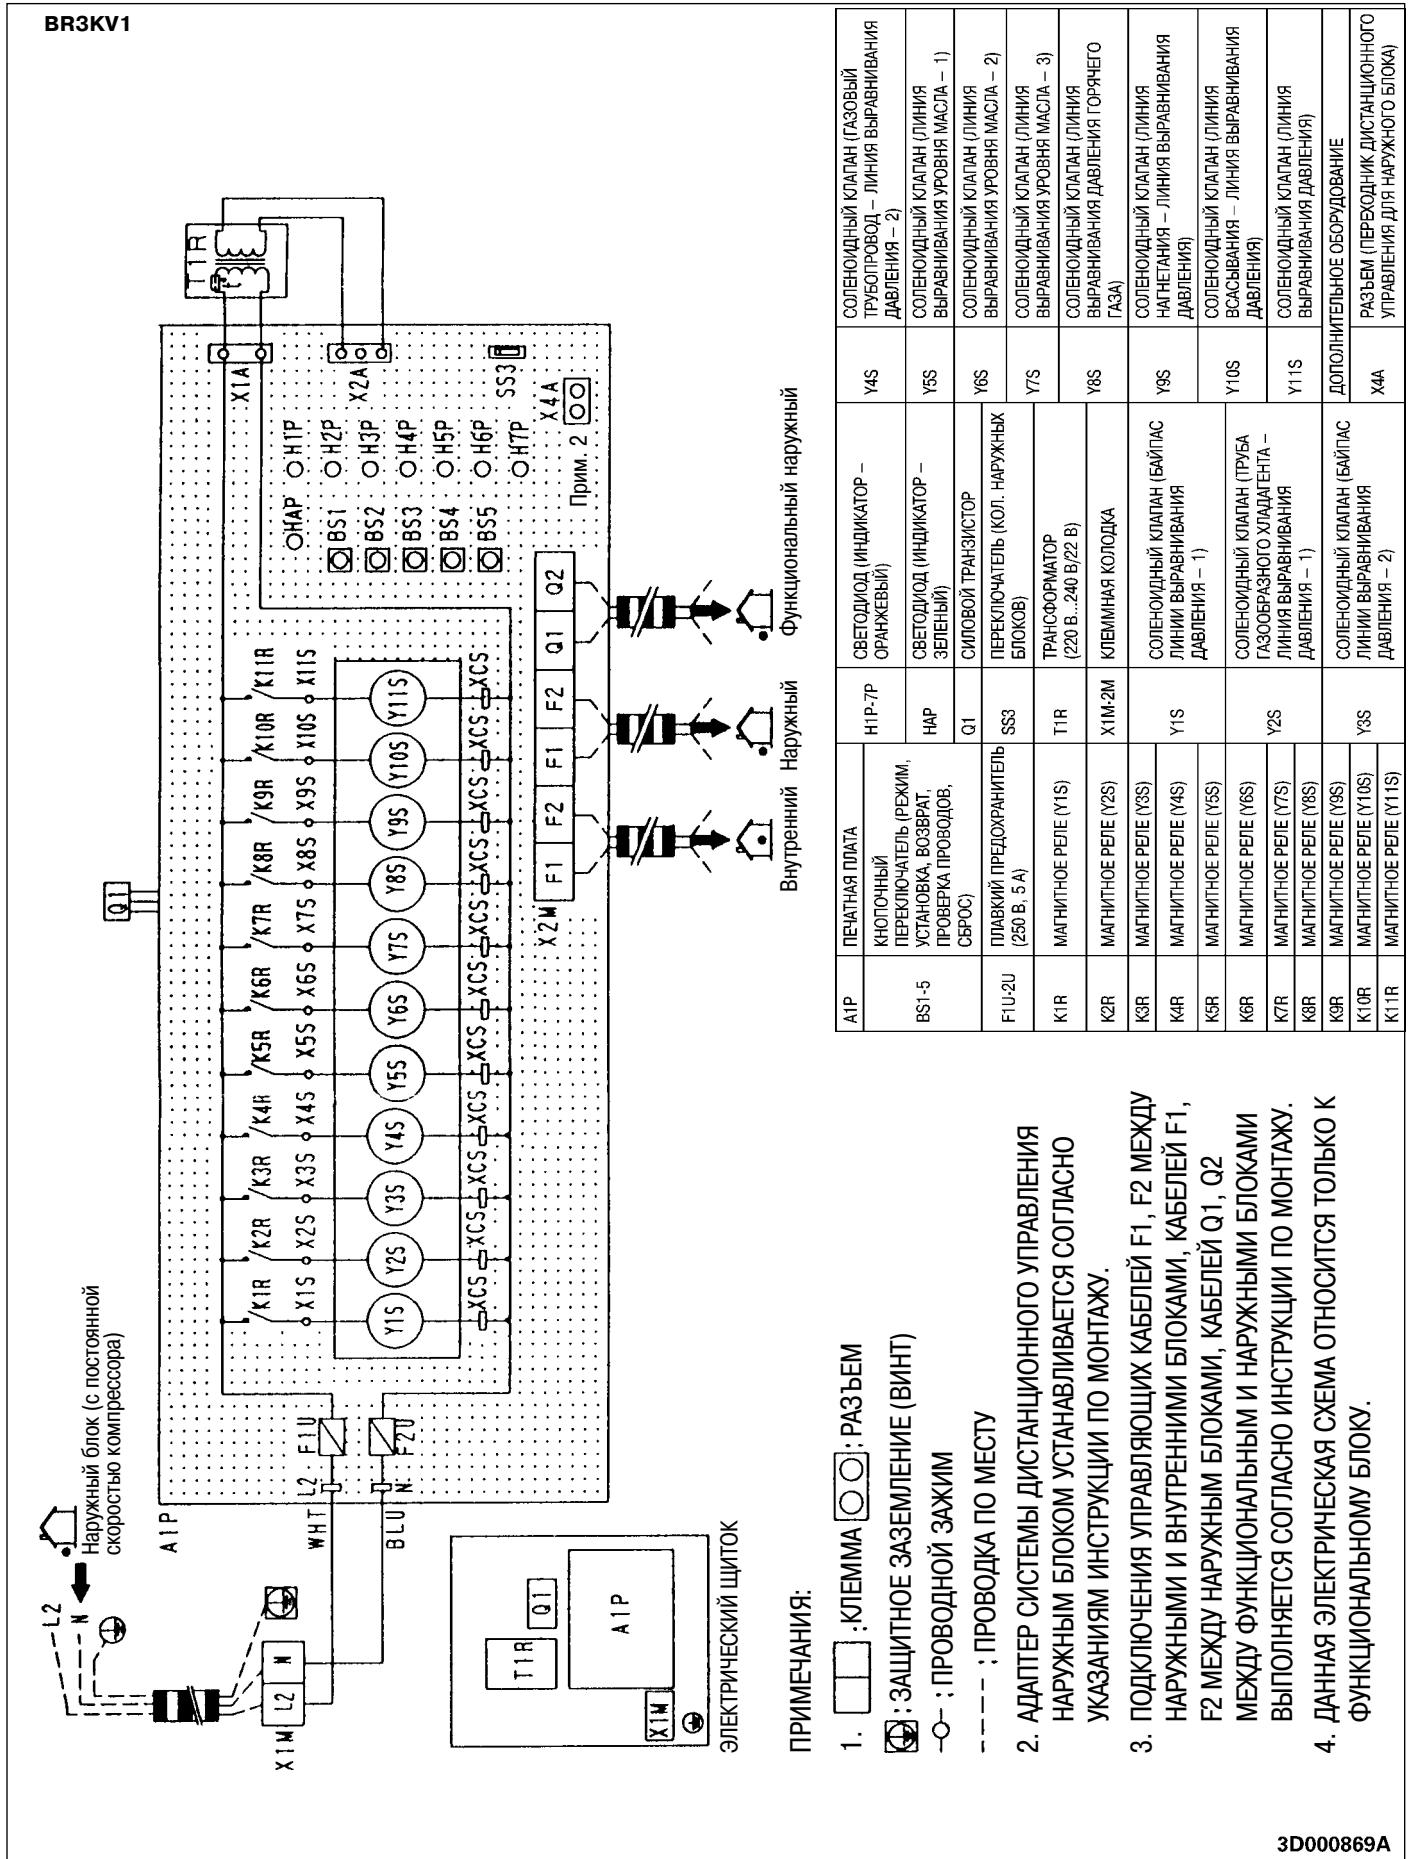 BR3KV1
Наружный блок (с постоянной
скоростью компрессора)
L2
N
X1M
L2
N
A1P
WHT
L2
F1U
BLU
N
F2U
Q1
K1R
K2R
K3R
K4R
K5R
K6R
K7R
K8R
K9R
K10R
K11R
X1S
X2S
X3S
X4S
X5S
X6S
X7S
X8S
X9S
X10S
X11S
Y1S
Y2S
Y3S
Y4S
Y5S
Y6S
Y7S
Y8S
Y9S
Y10S
Y11S
XCS
XCS
XCS
XCS
XCS
XCS
XCS
XCS
XCS
XCS
XCS
T1R
t°
X1A
X2A
SS3
X4A
Прим. 2
HAP
H1P
H2P
H3P
H4P
H5P
H6P
H7P
BS1
BS2
BS3
BS4
BS5
X2M
F1
F2
F1
F2
Q1
Q2
Внутренний
Наружный
Функциональный наружный
T1R
Q1
A1P
X1M
ЭЛЕКТРИЧЕСКИЙ ЩИТОК
ПРИМЕЧАНИЯ:
1. :КЛЕММА : РАЗЪЕМ
: ЗАЩИТНОЕ ЗАЗЕМЛЕНИЕ (ВИНТ)
: ПРОВОДНОЙ ЗАЖИМ
: ПРОВОДКА ПО МЕСТУ
2. АДАПТЕР СИСТЕМЫ ДИСТАНЦИОННОГО УПРАВЛЕНИЯ
НАРУЖНЫМ БЛОКОМ УСТАНАВЛИВАЕТСЯ СОГЛАСНО
УКАЗАНИЯМ ИНСТРУКЦИИ ПО МОНТАЖУ.
3. ПОДКЛЮЧЕНИЯ УПРАВЛЯЮЩИХ КАБЕЛЕЙ F1, F2 МЕЖДУ
НАРУЖНЫМИ И ВНУТРЕННИМИ БЛОКАМИ, КАБЕЛЕЙ F1,
F2 МЕЖДУ НАРУЖНЫМ БЛОКАМИ, КАБЕЛЕЙ Q1, Q2
МЕЖДУ ФУНКЦИОНАЛЬНЫМ И НАРУЖНЫМИ БЛОКАМИ
ВЫПОЛНЯЕТСЯ СОГЛАСНО ИНСТРУКЦИИ ПО МОНТАЖУ.
4. ДАННАЯ ЭЛЕКТРИЧЕСКАЯ СХЕМА ОТНОСИТСЯ ТОЛЬКО К
ФУНКЦИОНАЛЬНОМУ БЛОКУ.
A1P ПЕЧАТНАЯ ПЛАТА
BS1-5 КНОПОЧНЫЙ
ПЕРЕКЛЮЧАТЕЛЬ (РЕЖИМ,
УСТАНОВКА, ВОЗВРАТ,
ПРОВЕРКА ПРОВОДОВ,
СБРОС)
F1U-2U ПЛАВКИЙ ПРЕДОХРАНИТЕЛЬ
(250 В, 5 А)
K1R МАГНИТНОЕ РЕЛЕ (Y1S)
K2R МАГНИТНОЕ РЕЛЕ (Y2S)
K3R МАГНИТНОЕ РЕЛЕ (Y3S)
K4R МАГНИТНОЕ РЕЛЕ (Y4S)
K5R МАГНИТНОЕ РЕЛЕ (Y5S)
K6R МАГНИТНОЕ РЕЛЕ (Y6S)
K7R МАГНИТНОЕ РЕЛЕ (Y7S)
K8R МАГНИТНОЕ РЕЛЕ (Y8S)
K9R МАГНИТНОЕ РЕЛЕ (Y9S)
K10R МАГНИТНОЕ РЕЛЕ (Y10S)
K11R МАГНИТНОЕ РЕЛЕ (Y11S)
H1P-7P СВЕТОДИОД (ИНДИКАТОР –
ОРАНЖЕВЫЙ)
HAP СВЕТОДИОД (ИНДИКАТОР –
ЗЕЛЕНЫЙ)
Q1 СИЛОВОЙ ТРАНЗИСТОР
SS3 ПЕРЕКЛЮЧАТЕЛЬ (КОЛ. НАРУЖНЫХ
БЛОКОВ)
T1R ТРАНСФОРМАТОР
(220 В...240 В/22 В)
X1M-2M КЛЕММНАЯ КОЛОДКА
Y1S СОЛЕНОИДНЫЙ КЛАПАН (БАЙПАС
ЛИНИИ ВЫРАВНИВАНИЯ
ДАВЛЕНИЯ – 1)
Y2S СОЛЕНОИДНЫЙ КЛАПАН (ТРУБА
ГАЗООБРАЗНОГО ХЛАДАГЕНТА –
ЛИНИЯ ВЫРАВНИВАНИЯ
ДАВЛЕНИЯ – 1)
Y3S СОЛЕНОИДНЫЙ КЛАПАН (БАЙПАС
ЛИНИИ ВЫРАВНИВАНИЯ
ДАВЛЕНИЯ – 2)
Y4S СОЛЕНОИДНЫЙ КЛАПАН (ГАЗОВЫЙ
ТРУБОПРОВОД – ЛИНИЯ ВЫРАВНИВАНИЯ
ДАВЛЕНИЯ – 2)
Y5S СОЛЕНОИДНЫЙ КЛАПАН (ЛИНИЯ
ВЫРАВНИВАНИЯ УРОВНЯ МАСЛА – 1)
Y6S СОЛЕНОИДНЫЙ КЛАПАН (ЛИНИЯ
ВЫРАВНИВАНИЯ УРОВНЯ МАСЛА – 2)
Y7S СОЛЕНОИДНЫЙ КЛАПАН (ЛИНИЯ
ВЫРАВНИВАНИЯ УРОВНЯ МАСЛА – 3)
Y8S СОЛЕНОИДНЫЙ КЛАПАН (ЛИНИЯ
ВЫРАВНИВАНИЯ ДАВЛЕНИЯ ГОРЯЧЕГО
ГАЗА)
Y9S СОЛЕНОИДНЫЙ КЛАПАН (ЛИНИЯ
НАГНЕТАНИЯ – ЛИНИЯ ВЫРАВНИВАНИЯ
ДАВЛЕНИЯ)
Y10S СОЛЕНОИДНЫЙ КЛАПАН (ЛИНИЯ
ВСАСЫВАНИЯ – ЛИНИЯ ВЫРАВНИВАНИЯ
ДАВЛЕНИЯ)
Y11S СОЛЕНОИДНЫЙ КЛАПАН (ЛИНИЯ
ВЫРАВНИВАНИЯ ДАВЛЕНИЯ)
ДОПОЛНИТЕЛЬНОЕ ОБОРУДОВАНИЕ
X4A РАЗЪЕМ (ПЕРЕХОДНИК ДИСТАНЦИОННОГО
УПРАВЛЕНИЯ ДЛЯ НАРУЖНОГО БЛОКА)
3D000869A